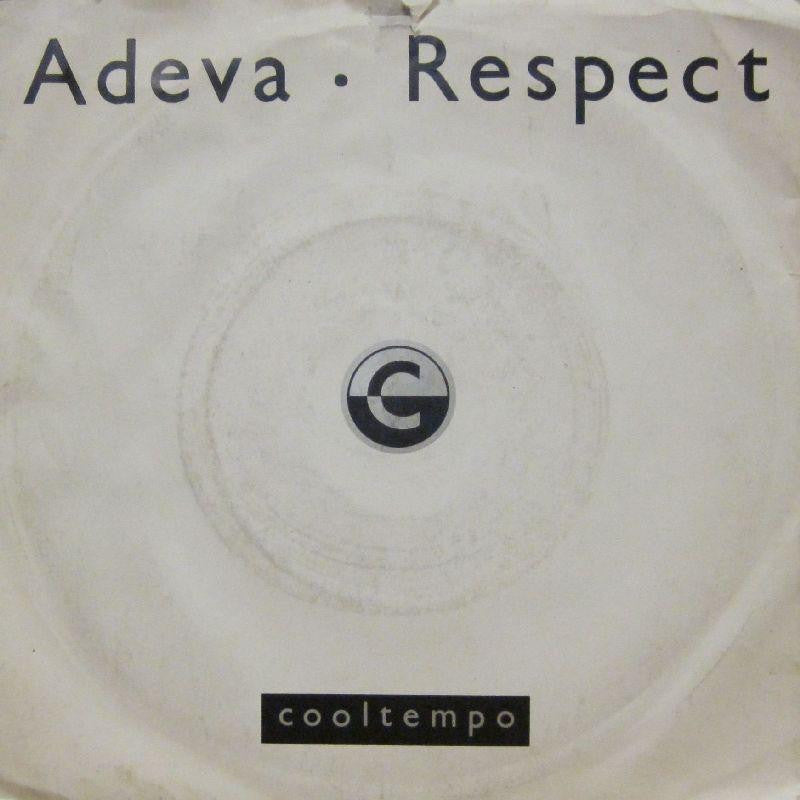 Adeva · Respect
C
cooltempo